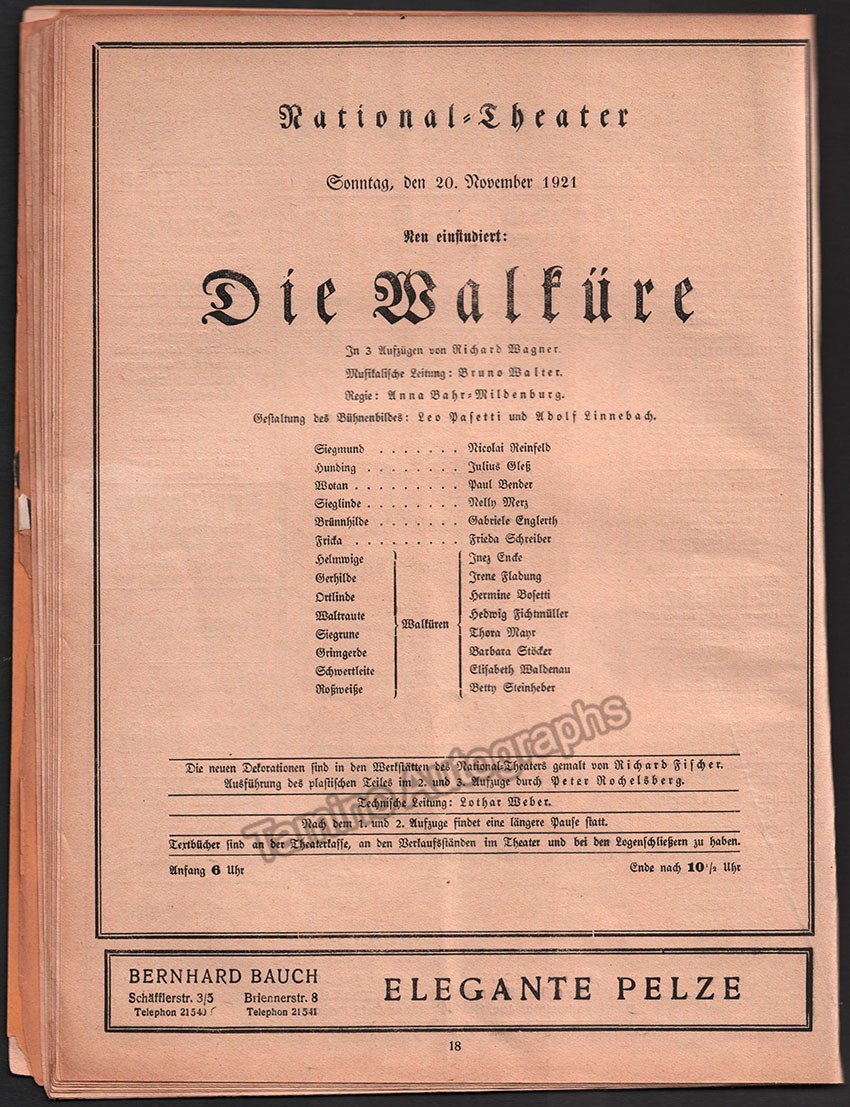 National-Theater
Sonntag, den 20. November 1921
Neu einstudiert:
Die Walküre
In 3 Aufzügen von Richard Wagner.
Musikalische Leitung: Bruno Walter.
Regie: Anna Bahr-Mildenburg.
Gestaltung des Bühnenbildes: Leo Pasetti und Adolf Linnebach.
Siegmund . . . . . . . Nicolai Reinfeld
Hunding . . . . . . . . Julius Gleß
Wotan . . . . . . . . . Paul Bender
Sieglinde . . . . . . . . Nelly Merz
Brünnhilde . . . . . . . Gabriele Englerth
Fricka . . . . . . . . . Frieda Schreiber
Helmwige Inez Encke
Gerhilde Irene Fladung
Ortlinde Hermine Bosetti
Waltraute Hedwig Fichtmüller
Walküren
Siegrune Thora Mayr
Grimgerde Barbara Stöcker
Schwertleite Elisabeth Waldenau
Roßweiße Betty Steinheber
Die neuen Dekorationen sind in den Werkstätten des National-Theaters gemalt von Richard Fischer.
Ausführung des plastischen Teiles im 2. und 3. Aufzuge durch Peter Rochelsberg.
Technische Leitung: Lothar Weber.
Nach dem 1. und 2. Aufzuge findet eine längere Pause statt.
Textbücher sind an der Theaterkasse, an den Verkaufsständen im Theater und bei den Logenschließern zu haben.
Anfang 6 Uhr Ende nach 10 1/2 Uhr
Tamino Autographs
BERNHARD BAUCH
Schäfflerstr. 3/5 Briennerstr. 8
Telephon 21540 Telephon 21541
ELEGANTE PELZE
18